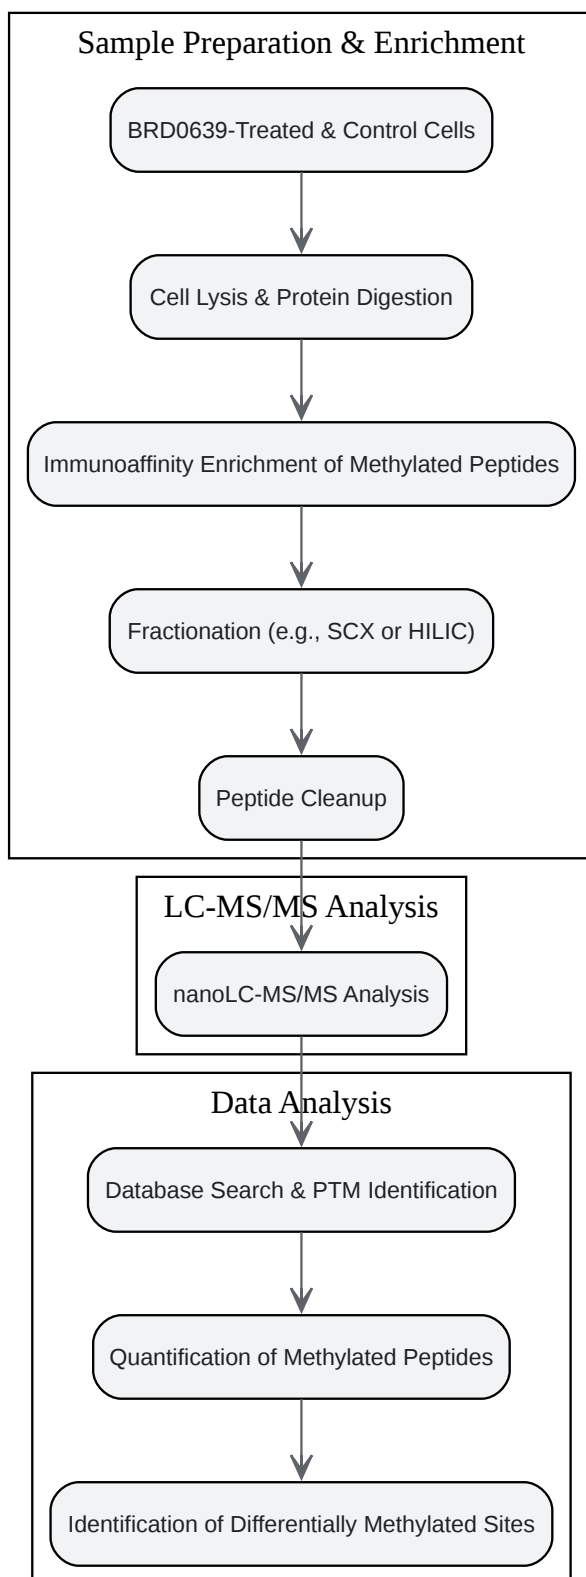 Sample Preparation & Enrichment
BRD0639-Treated & Control Cells
Cell Lysis & Protein Digestion
Immunoaffinity Enrichment of Methylated Peptides
Fractionation (e.g., SCX or HILIC)
Peptide Cleanup
LC-MS/MS Analysis
nanoLC-MS/MS Analysis
Data Analysis
Database Search & PTM Identification
Quantification of Methylated Peptides
Identification of Differentially Methylated Sites